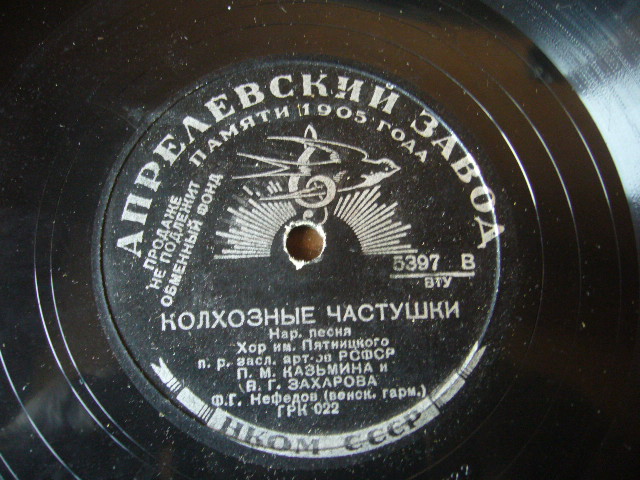 АПРЕЛЕВСКИЙ ЗАВОД
ПАМЯТИ 1905 ГОДА
ПРОДАЖЕ
НЕ ПОДЛЕЖИТ
ОБМЕННЫЙ ФОНД
5397 В
ВТУ
КОЛХОЗНЫЕ ЧАСТУШКИ
Нар. песня
Хор им. Пятницкого
п. р. засл. арт-ов РСФСР
П. М. КАЗЬМИНА и
В. Г. ЗАХАРОВА
Ф.Г. Нефедов (венск. гарм.)
ГРК 022
НКОМ СССР